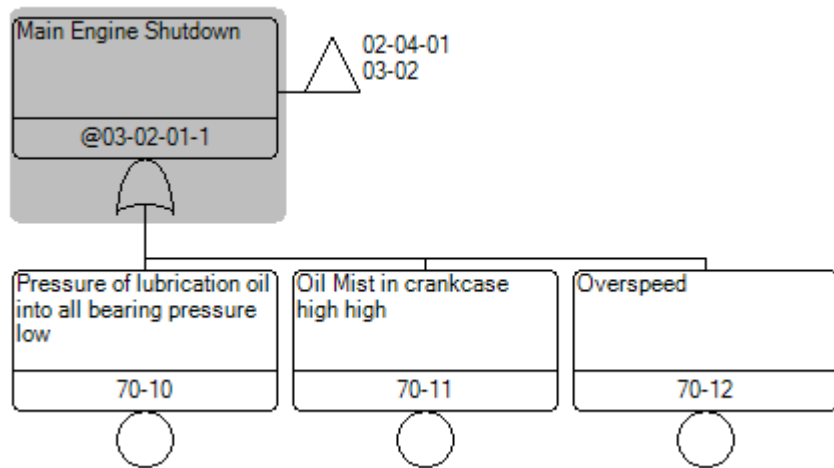 Main Engine Shutdown
@03-02-01-1
02-04-01
03-02
Pressure of lubrication oil
into all bearing pressure
low
70-10
Oil Mist in crankcase
high high
70-11
Overspeed
70-12